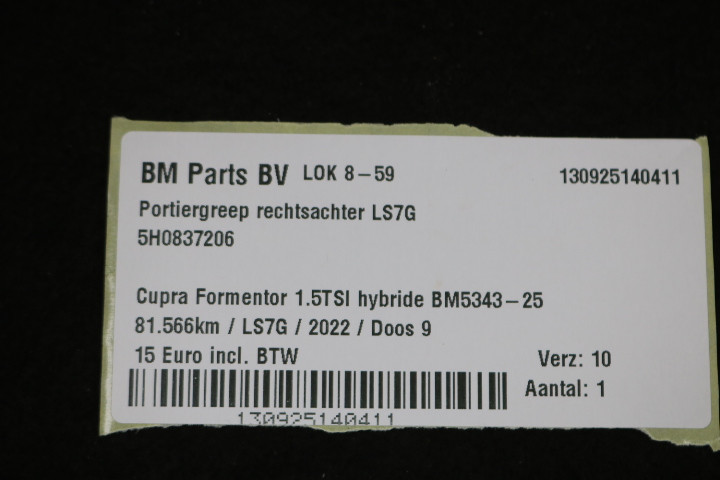 BM Parts BV LOK 8-59 130925140411
Portiergreep rechtsachter LS7G
5H0837206
Cupra Formentor 1.5TSI hybride BM5343-25
81.566km / LS7G / 2022 / Doos 9
15 Euro incl. BTW Verz: 10
Aantal: 1
130925140411